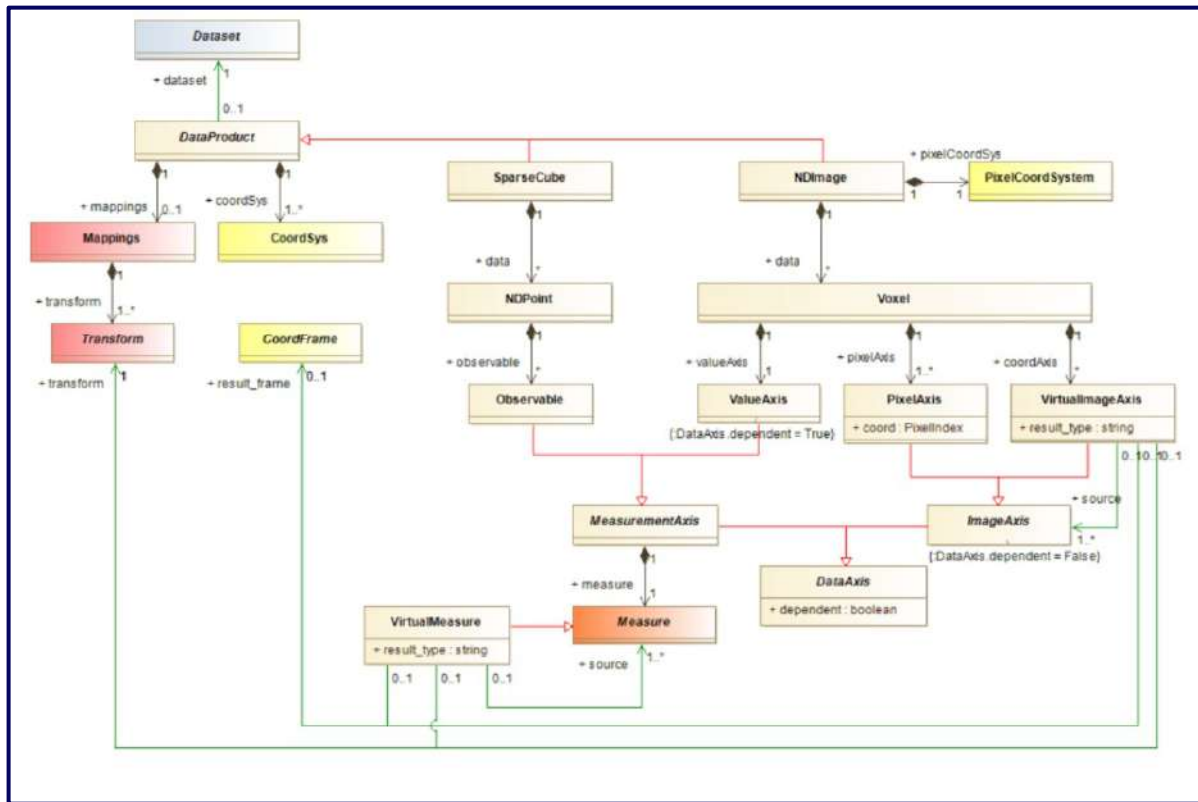 Dataset
+ dataset
1
0..1
DataProduct
1
1
+ mappings
0..1
+ coordSys
1..*
SparseCube
1
NDImage
1
1
+ pixelCoordSys
1
PixelCoordSystem
Mappings
1
CoordSys
+ data
*
+ data
*
+ transform
1..*
NDPoint
1
Voxel
1
1
1
Transform
CoordFrame
+ transform
1
+ result_frame
0..1
+ observable
*
+ valueAxis
1
+ pixelAxis
1..*
+ coordAxis
*
Observable
ValueAxis
{:DataAxis.dependent = True}
PixelAxis
+ coord : PixelIndex
VirtualImageAxis
+ result_type : string
0..1
0..1
0..1
+ source
1..*
MeasurementAxis
1
ImageAxis
{:DataAxis.dependent = False}
+ measure
1
DataAxis
+ dependent : boolean
VirtualMeasure
+ result_type : string
0..1
0..1
0..1
Measure
+ source
1..*